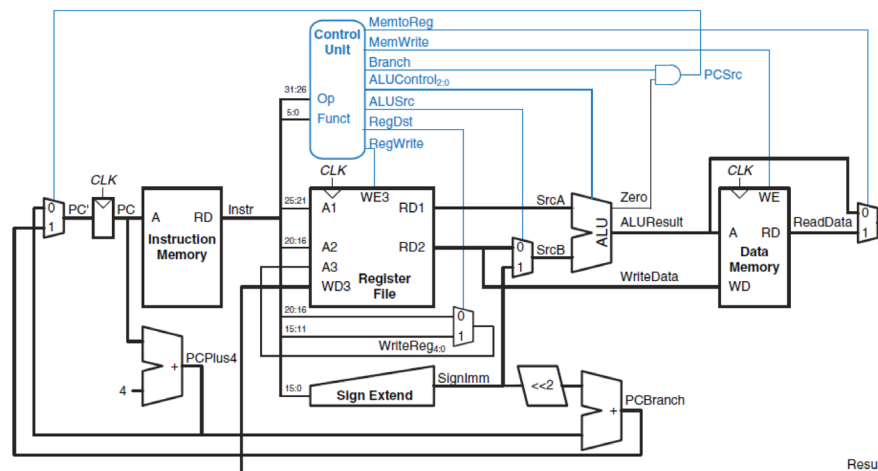 MemtoReg
Control Unit
MemWrite
Branch
ALUControl2:0
PCSrc
31:26
Op
ALUSrc
5:0
Funct
RegDst
RegWrite
CLK
CLK
CLK
0
1
PC'
PC
A
RD
Instruction Memory
Instr
25:21
A1
WE3
RD1
SrcA
Zero
WE
0
1
20:16
A2
RD2
0
1
SrcB
ALU
ALUResult
A
RD
ReadData
A3
WD3
Register File
Data Memory
WriteData
WD
20:16
0
15:11
1
WriteReg4:0
PCPlus4
+
4
15:0
SignImm
Sign Extend
<<2
+
PCBranch
Resu